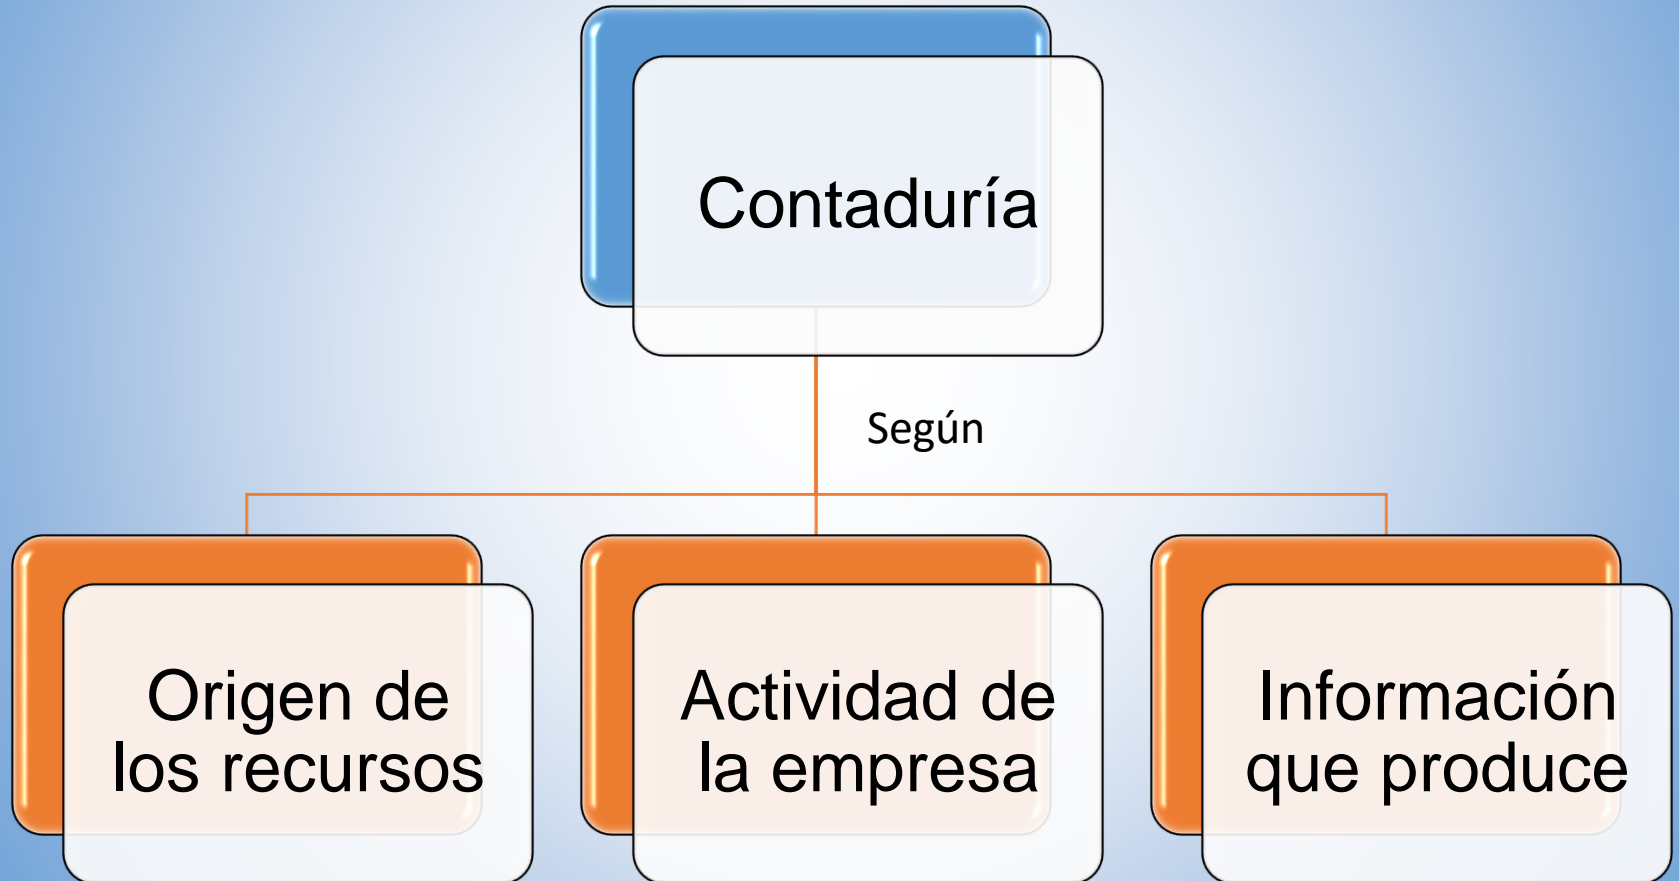 Contaduría
Según
Origen de
los recursos
Actividad de
la empresa
Información
que produce